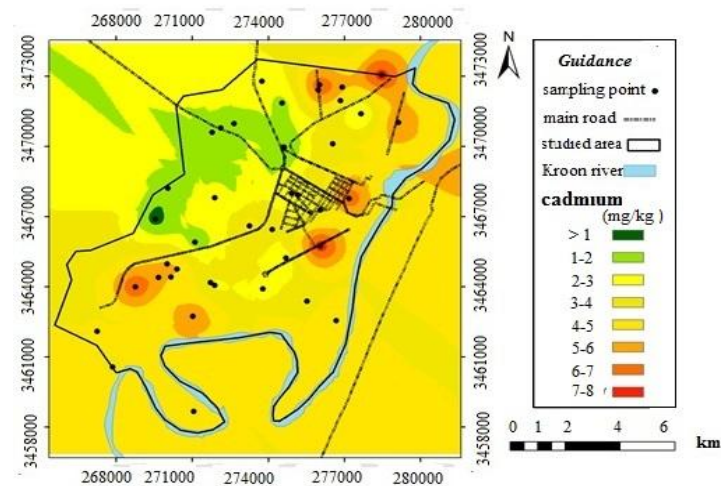 268000 271000 274000 277000 280000
3473000 3473000
3470000 3470000
3467000 3467000
3464000 3464000
3461000 3461000
3458000 3458000
268000 271000 274000 277000 280000
N
Guidance
sampling point
main road
studied area
Kroon river
cadmium
(mg/kg)
> 1
1-2
2-3
3-4
4-5
5-6
6-7
7-8
0 1 2 4 6 km